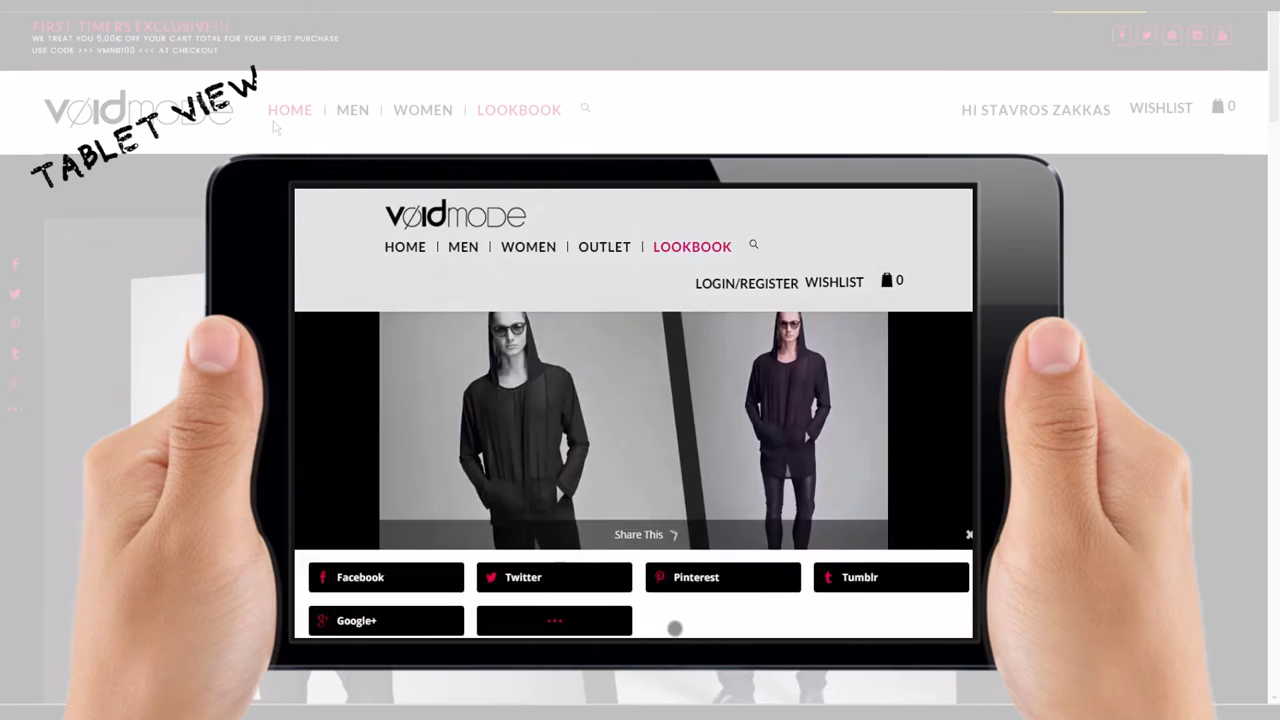 FIRST TIMERS EXCLUSIVE!!!
WE TREAT YOU 5,00€ OFF YOUR CART TOTAL FOR YOUR FIRST PURCHASE
USE CODE >>> VMNB100 <<< AT CHECKOUT
vøidmode HOME | MEN | WOMEN | LOOKBOOK HI STAVROS ZAKKAS WISHLIST 0
TABLET VIEW
vøidmode
HOME | MEN | WOMEN | OUTLET | LOOKBOOK
LOGIN/REGISTER WISHLIST 0
Share This
Facebook Twitter Pinterest Tumblr
Google+ •••